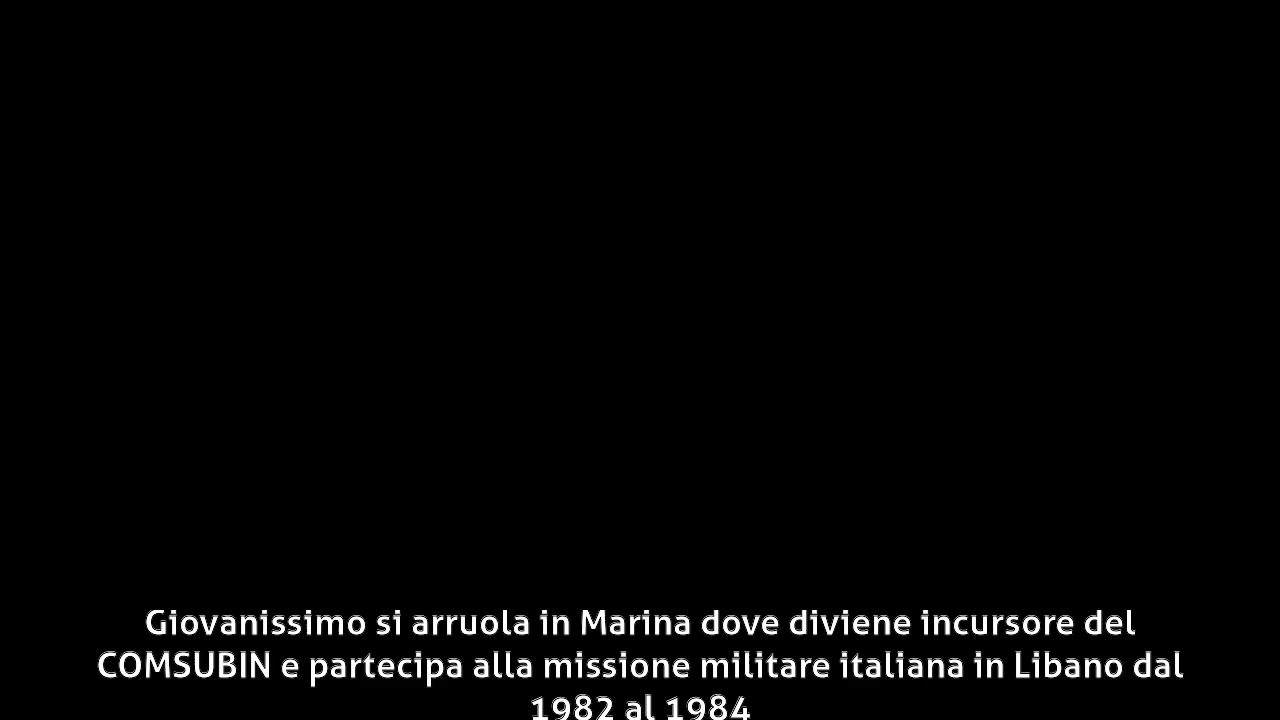 Giovanissimo si arruola in Marina dove diviene incursore del
COMSUBIN e partecipa alla missione militare italiana in Libano dal
1982 al 1984